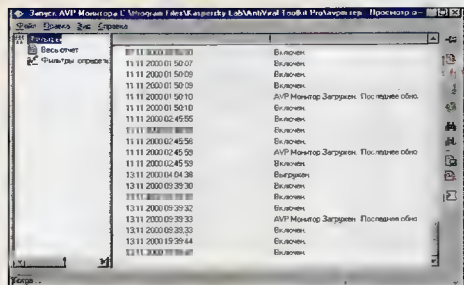 Запуск AVP Монитора C:\Program Files\Kaspersky Lab\AntiViral Toolkit Pro\avpm.rep - Просмотр о
Файл Правка Вид Справка
Весь отчет
Фильтры определ
Включен.
11 11 2000 01 50:07 Включен.
11 11 2000 01 50:09 Включен.
11 11 2000 01 50:09 Включен.
11 11 2000 01 50:10 AVP Монитор Загружен. Последнее обно
11 11 2000 01 50:10 Включен.
11 11 2000 02 45:55 Включен.
Включен.
11 11 2000 02 45:56 Включен.
11 11 2000 02 45:59 AVP Монитор Загружен. Последнее обно
11 11 2000 02 45:59 Включен.
13 11 2000 04 04:38 Выгружен.
13 11 2000 09 39:30 Включен.
Включен.
13 11 2000 09 39:32 Включен.
13 11 2000 09 39:33 AVP Монитор Загружен. Последнее обно
13 11 2000 09 39:33 Включен.
13 11 2000 19 39:44 Включен.
Включен.